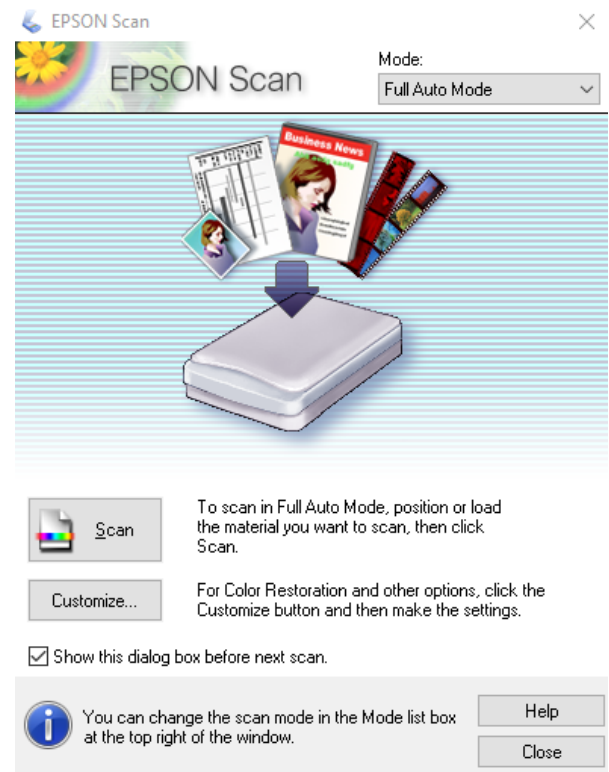 EPSON Scan
EPSON Scan
Mode:
Full Auto Mode
Business News
Scan
To scan in Full Auto Mode, position or load
the material you want to scan, then click
Scan.
Customize...
For Color Restoration and other options, click the
Customize button and then make the settings.
Show this dialog box before next scan.
You can change the scan mode in the Mode list box
at the top right of the window.
Help
Close